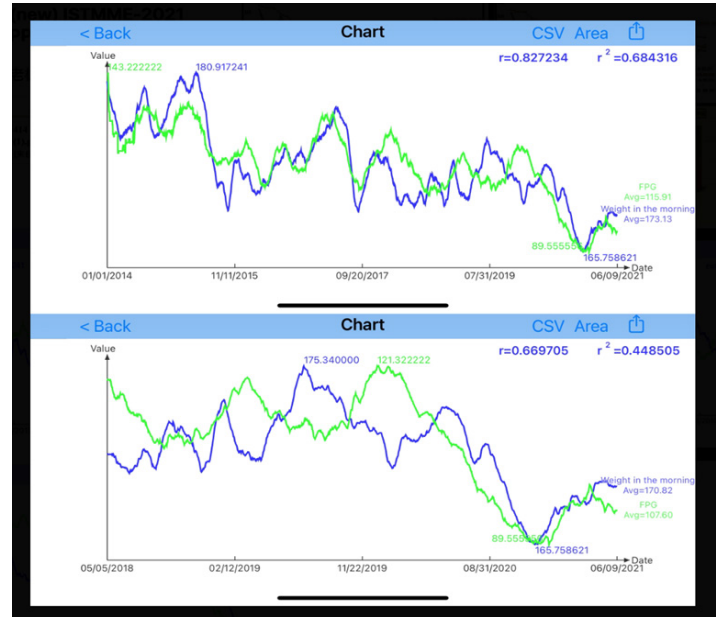 new) ISTMME-2021
< Back Chart CSV Area
Value
143.222222 180.917241 r=0.827234 r 2 =0.684316
FPG
Avg=115.91
Weight in the morning
Avg=173.13
89.555556
165.758621
Date
01/01/2014 11/11/2015 09/20/2017 07/31/2019 06/09/2021
< Back Chart CSV Area
Value r=0.669705 r 2 =0.448505
175.340000 121.322222
Weight in the morning
Avg=170.82
FPG
Avg=107.60
165.758621
Date
05/05/2018 02/12/2019 11/22/2019 08/31/2020 06/09/2021